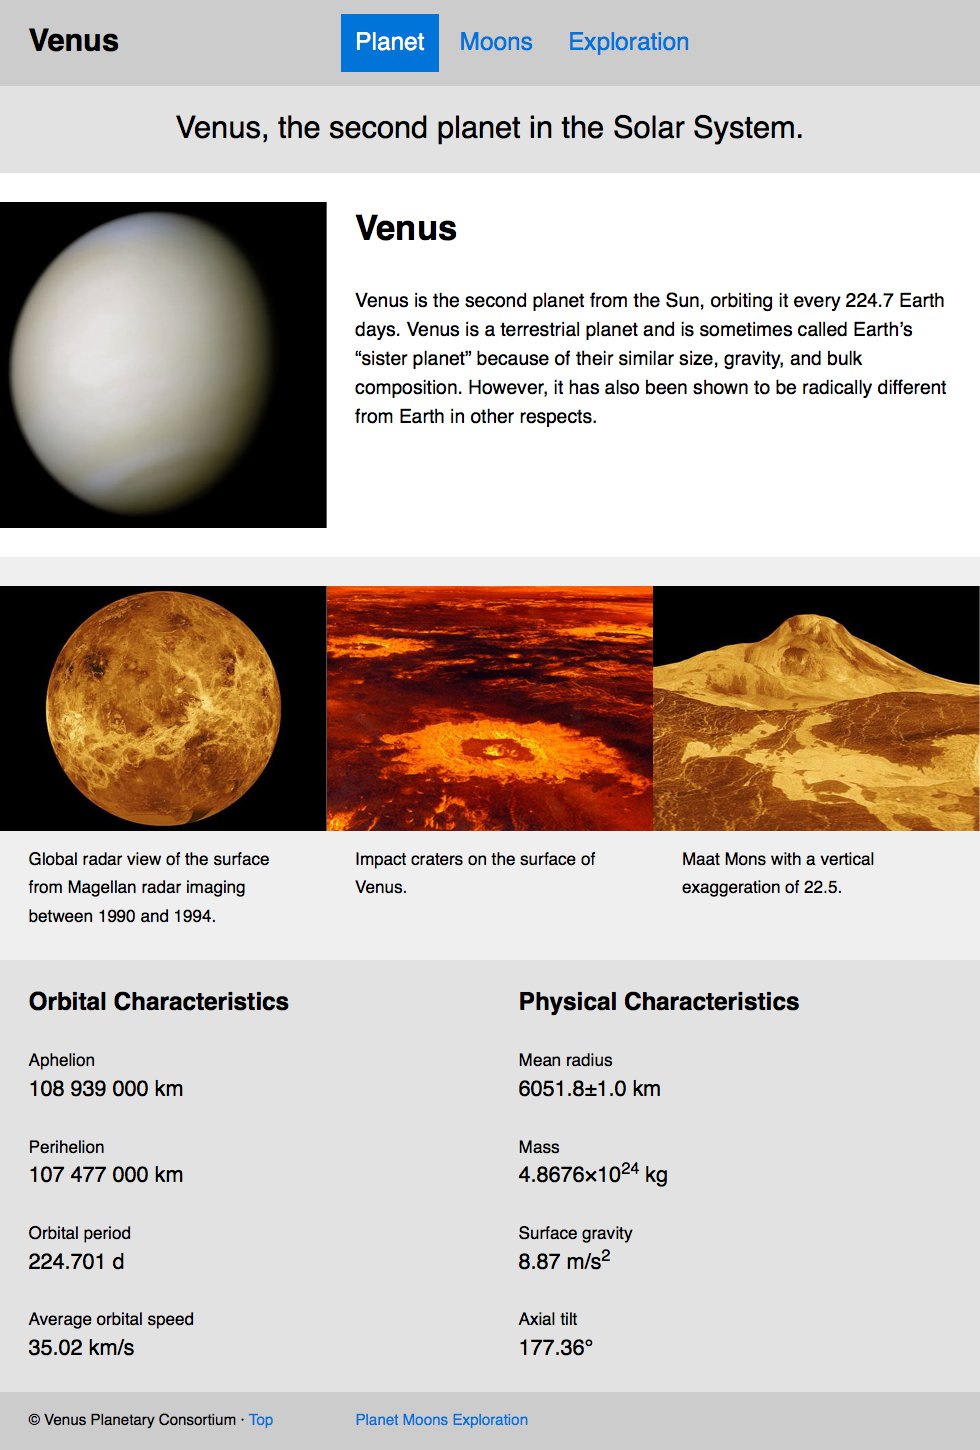 Venus
Planet Moons Exploration
Venus, the second planet in the Solar System.
Venus
Venus is the second planet from the Sun, orbiting it every 224.7 Earth
days. Venus is a terrestrial planet and is sometimes called Earth’s
“sister planet” because of their similar size, gravity, and bulk
composition. However, it has also been shown to be radically different
from Earth in other respects.
Global radar view of the surface
from Magellan radar imaging
between 1990 and 1994.
Impact craters on the surface of
Venus.
Maat Mons with a vertical
exaggeration of 22.5.
Orbital Characteristics
Aphelion
108 939 000 km
Perihelion
107 477 000 km
Orbital period
224.701 d
Average orbital speed
35.02 km/s
Physical Characteristics
Mean radius
6051.8±1.0 km
Mass
4.8676×10²⁴ kg
Surface gravity
8.87 m/s²
Axial tilt
177.36°
© Venus Planetary Consortium · Top
Planet Moons Exploration